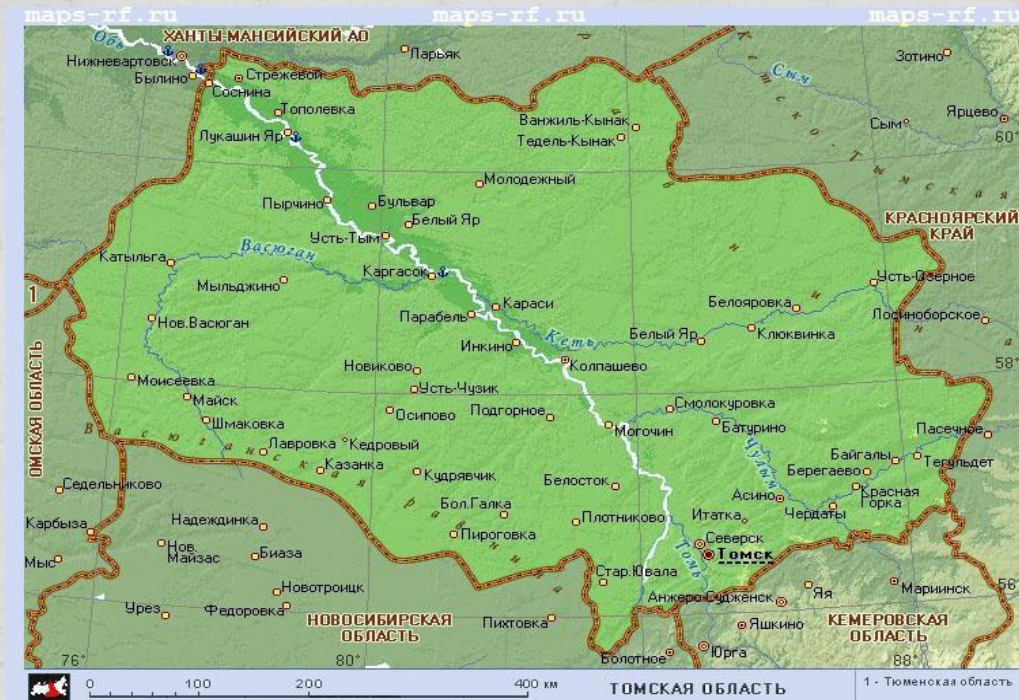 maps-rf.ru maps-rf.ru maps-rf.ru
Обь
ХАНТЫ-МАНСИЙСКИЙ АО
Ларьяк
Зотино
Нижневартовск
Былино
Стрежевой
Соснина
Сым
Кетско-Тымская
Тополевка
Ванжиль-Кынак
Ярцево
Сым
Лукашин Яр
Тедель-Кынак
60°
Молодежный
Пырчино
Бульвар
Белый Яр
КРАСНОЯРСКИЙ
КРАЙ
Усть-Тым
Васюган
Катыльга
Каргасок
Мыльджино
Усть-Озерное
1
Караси
Белояровка
Парабель
Лосиноборское
Нов.Васюган
Кеть
Белый Яр
Клюквинка
Инкино
Колпашево
58°
Новиково
ОМСКАЯ ОБЛАСТЬ
Моисеевка
Усть-Чузик
Майск
Осипово
Подгорное
Смолокуровка
Шмаковка
Могочин
Батурино
Пасечное
Васюганская равнина
Лавровка
Кедровый
Чулым
Байгалы
Тегульдет
Казанка
Кудрявчик
Берегаево
Седельниково
Белосток
Красная
Горка
Асино
Бол.Галка
Чердаты
Карбыза
Надеждинка
Плотниково
Итатка
Пироговка
Северск
Нов.
Майзас
Биаза
Томь
Томск
Мыс
Стар.Ювала
Новотроицк
Анжеро-Судженск
Яя
Мариинск
56°
Урез
Федоровка
НОВОСИБИРСКАЯ
ОБЛАСТЬ
Пихтовка
Яшкино
КЕМЕРОВСКАЯ
ОБЛАСТЬ
Болотное
Юрга
76°
80°
88°
0 100 200 400 км
ТОМСКАЯ ОБЛАСТЬ
1 - Тюменская область